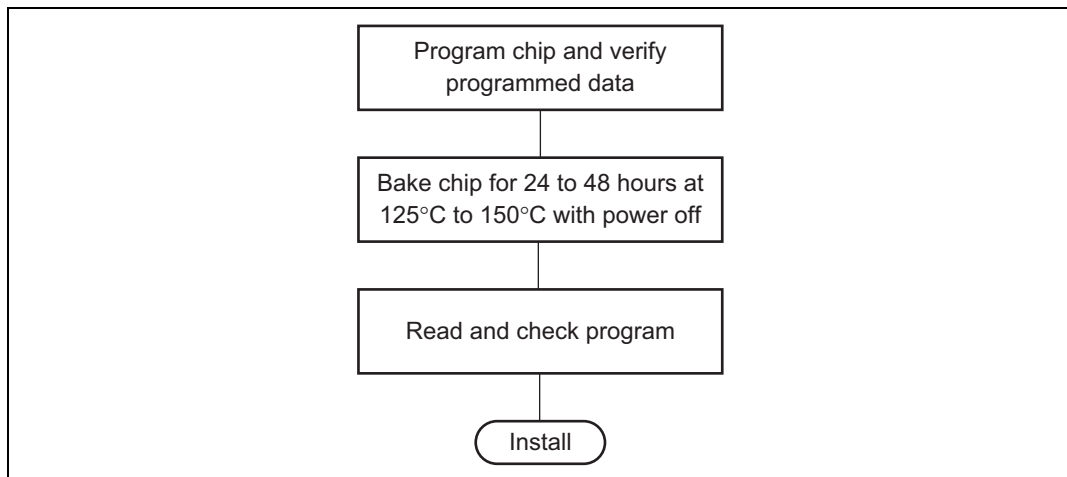 Program chip and verify
programmed data
Bake chip for 24 to 48 hours at
125°C to 150°C with power off
Read and check program
Install